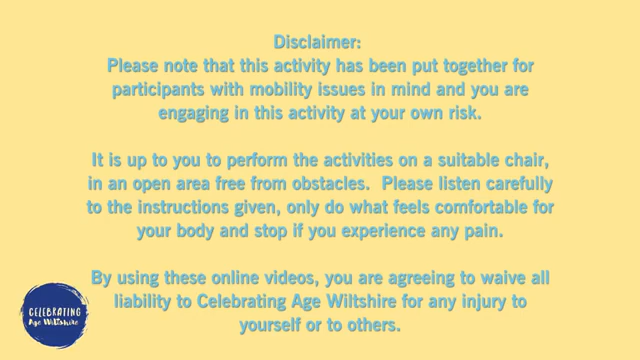 Disclaimer:
Please note that this activity has been put together for
participants with mobility issues in mind and you are
engaging in this activity at your own risk.
It is up to you to perform the activities on a suitable chair,
in an open area free from obstacles.  Please listen carefully
to the instructions given, only do what feels comfortable for
your body and stop if you experience any pain.
By using these online videos, you are agreeing to waive all
liability to Celebrating Age Wiltshire for any injury to
yourself or to others.
CELEBRATING
Age Wiltshire